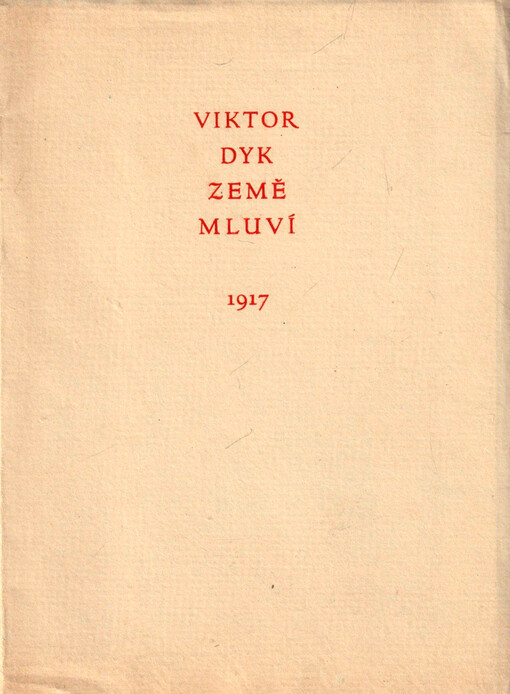 VIKTOR
DYK
ZEMĚ
MLUVÍ
1917